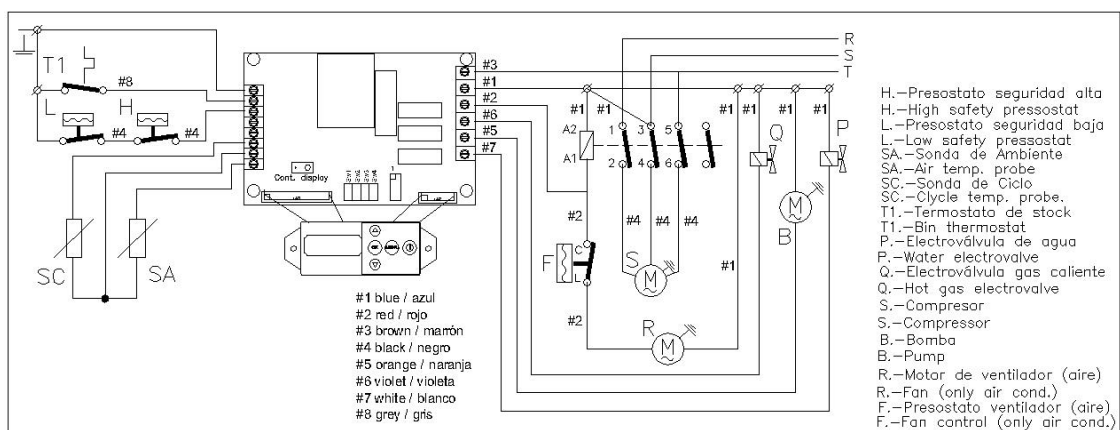 R
S
T
T1
#8
L
H
#4
#4
#3
#1
#2
#6
#5
#7
#1
#1
#1
#1
#1
A2
A1
1
3
5
2
4
6
Q
P
Cont. display
1
#2
#4
#4
#4
B
#1
F
C
L
S
#2
R
SC
SA
#1 blue / azul
#2 red / rojo
#3 brown / marrón
#4 black / negro
#5 orange / naranja
#6 violet / violeta
#7 white / blanco
#8 grey / gris
H.-Presostato seguridad alta
H.-High safety pressostat
L.-Presostato seguridad baja
L.-Low safety pressostat
SA.-Sonda de Ambiente
SA.-Air temp. probe
SC.-Sonda de Ciclo
SC.-Clycle temp. probe.
T1.-Termostato de stock
T1.-Bin thermostat
P.-Electroválvula de agua
P.-Water electrovalve
Q.-Electroválvula gas caliente
Q.-Hot gas electrovalve
S.-Compresor
S.-Compressor
B.-Bomba
B.-Pump
R.-Motor de ventilador (aire)
R.-Fan (only air cond.)
F.-Presostato ventilador (aire)
F.-Fan control (only air cond.)